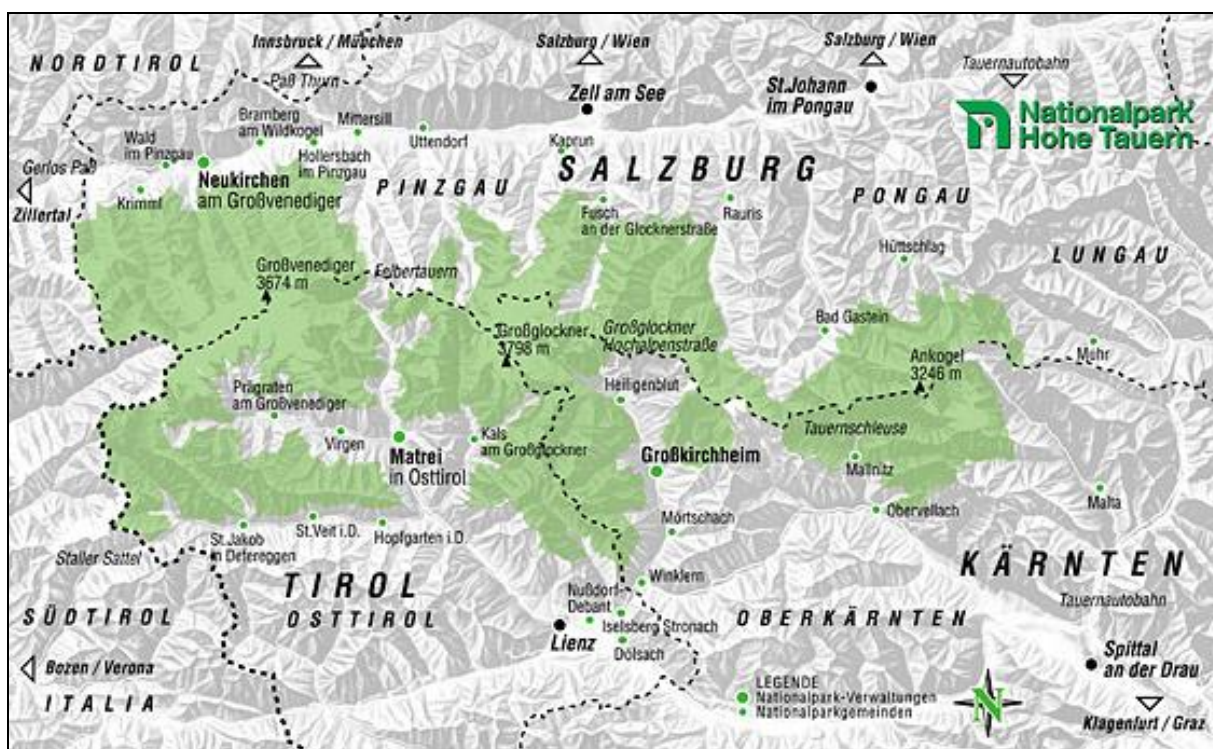 NORDTIROL
Innsbruck / München
Paß Thurn
Salzburg / Wien
Zell am See
Salzburg / Wien
St.Johann
im Pongau
Tauernautobahn
Nationalpark
Hohe Tauern
Gerlos Paß
Zillertal
Wald
im Pinzgau
Krimml
Bramberg
am Wildkogel
Neukirchen
am Großvenediger
Mittersill
Hollersbach
im Pinzgau
Uttendorf
PINZGAU
Kaprun
SALZBURG
Fusch
an der Glocknerstraße
Rauris
PONGAU
Hüttschlag
LUNGAU
Großvenediger
3674 m
Felbertauern
Großglockner
3798 m
Großglockner
Hochalpenstraße
Bad Gastein
Ankogel
3246 m
Muhr
Prägraten
am Großvenediger
Virgen
Matrei
in Osttirol
Kals
am Großglockner
Heiligenblut
Großkirchheim
Tauernschleuse
Mallnitz
Obervellach
Malta
Mörtschach
Staller Sattel
St.Jakob
in Defereggen
St.Veit i.D.
Hopfgarten i.D.
TIROL
OSTTIROL
SÜDTIROL
Bozen / Verona
ITALIA
Winklern
Nußdorf-
Debant
Iselsberg Stronach
Lienz
Dölsach
KÄRNTEN
OBERKÄRNTEN
Tauernautobahn
Spittal
an der Drau
Klagenfurt / Graz
LEGENDE
Nationalpark-Verwaltungen
Nationalparkgemeinden
N